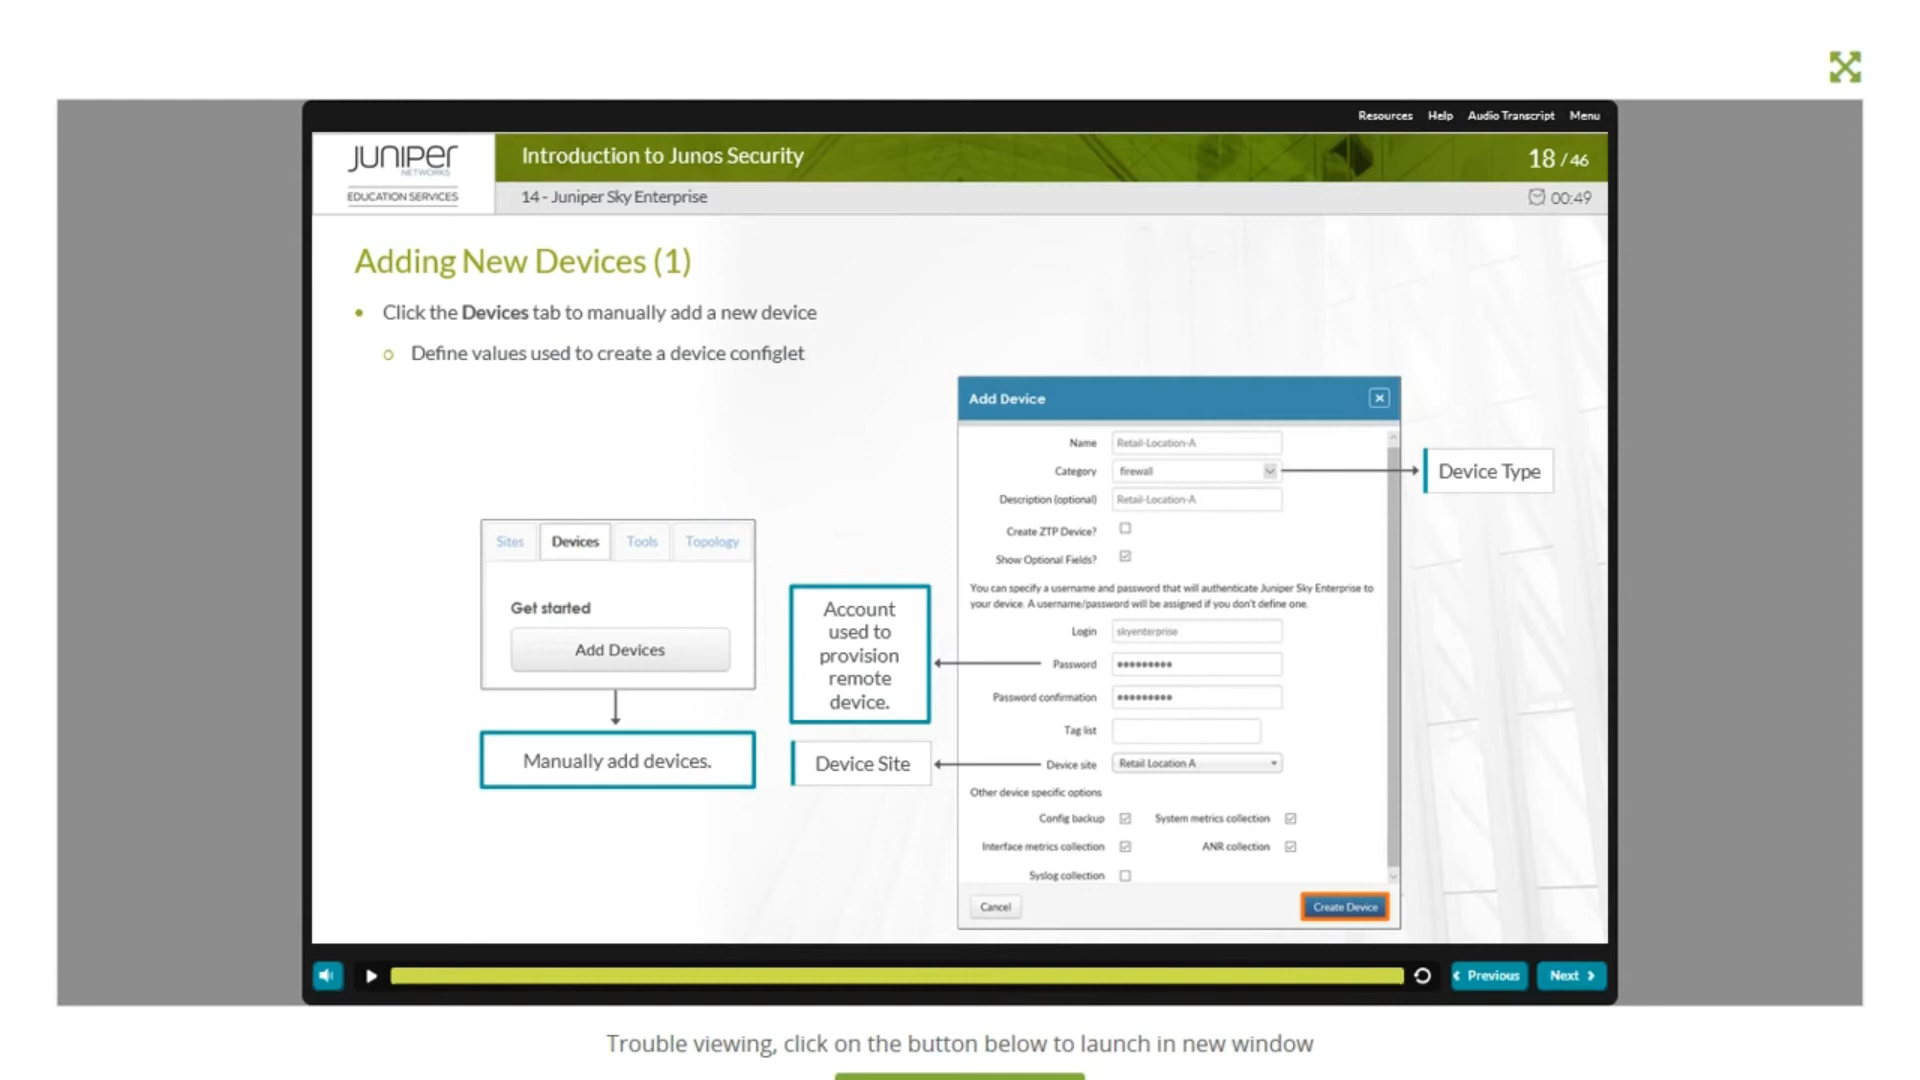 Resources Help Audio Transcript Menu
JUNIPER
NETWORKS
EDUCATION SERVICES
Introduction to Junos Security
18 / 46
14 - Juniper Sky Enterprise
00:49
Adding New Devices (1)
• Click the Devices tab to manually add a new device
o Define values used to create a device configlet
Sites Devices Tools Topology
Get started
Add Devices
Manually add devices.
Account
used to
provision
remote
device.
Device Site
Add Device
Name Retail-Location-A
Category firewall
Device Type
Description (optional) Retail-Location-A
Create ZTP Device?
Show Optional Fields?
You can specify a username and password that will authenticate Juniper Sky Enterprise to
your device. A username/password will be assigned if you don't define one.
Login skyenterprise
Password •••••••••
Password confirmation •••••••••
Tag list
Device site Retail Location A
Other device specific options
Config backup System metrics collection
Interface metrics collection ANR collection
Syslog collection
Cancel Create Device
Previous Next
Trouble viewing, click on the button below to launch in new window